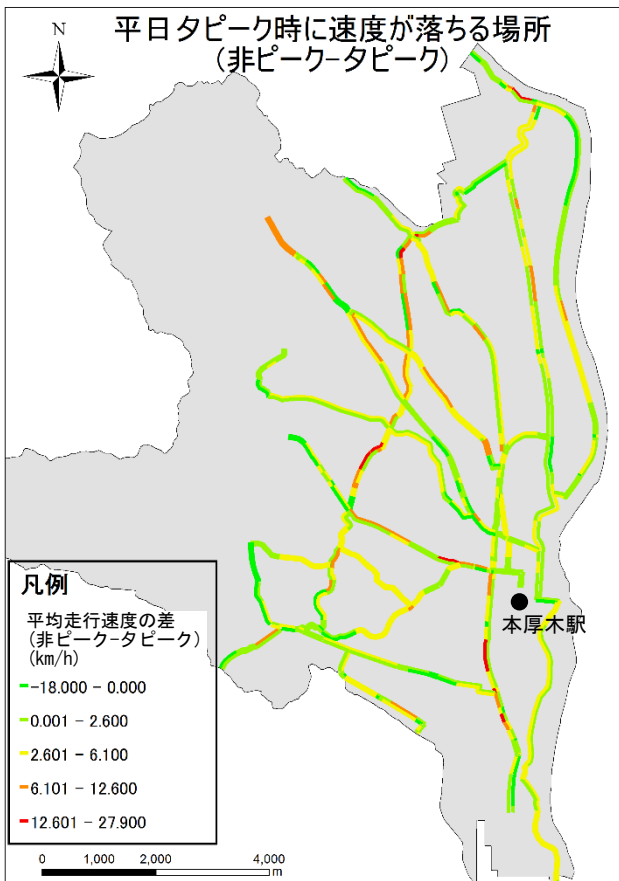 平日夕ピーク時に速度が落ちる場所
(非ピーク-夕ピーク)
N
本厚木駅
凡例
平均走行速度の差
(非ピーク-夕ピーク)
(km/h)
-18.000 - 0.000
0.001 - 2.600
2.601 - 6.100
6.101 - 12.600
12.601 - 27.900
0 1,000 2,000 4,000
m